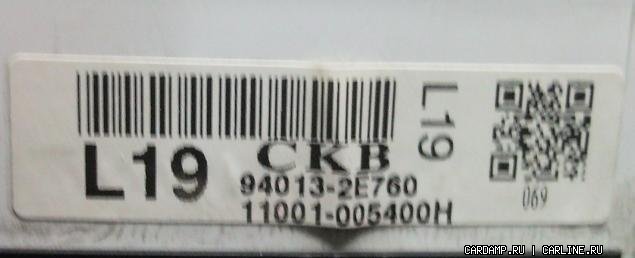 L19
CKB
L19
94013-2E760
11001-005400H
069
CARDAMP.RU | CARLINE.RU